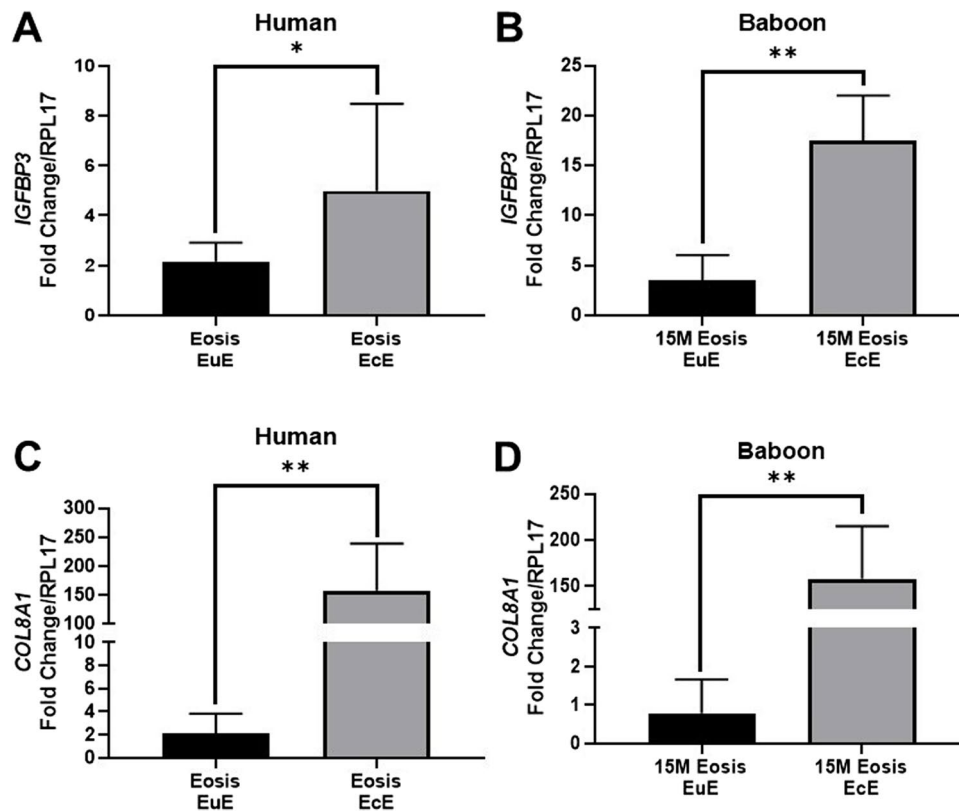 A
Human
*
IGFBP3
Fold Change/RPL17
10
8
6
4
2
0
Eosis
EuE
Eosis
EcE
B
Baboon
**
IGFBP3
Fold Change/RPL17
25
20
15
10
5
0
15M Eosis
EuE
15M Eosis
EcE
C
Human
**
COL8A1
Fold Change/RPL17
300
250
200
150
100
10
8
6
4
2
0
Eosis
EuE
Eosis
EcE
D
Baboon
**
COL8A1
Fold Change/RPL17
250
200
150
3
2
1
0
15M Eosis
EuE
15M Eosis
EcE